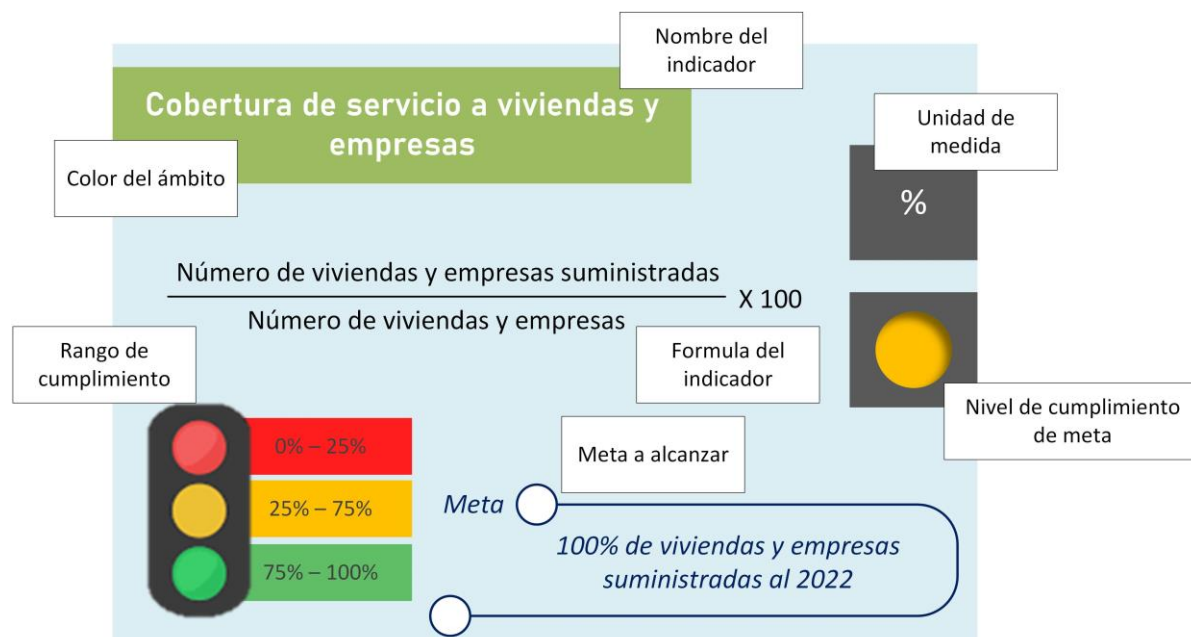 Nombre del
indicador
Cobertura de servicio a viviendas y
empresas
Unidad de
medida
Color del ámbito
%
Número de viviendas y empresas suministradas
X 100
Número de viviendas y empresas
Rango de
cumplimiento
Formula del
indicador
Nivel de cumplimiento
de meta
0% – 25%
25% – 75%
75% – 100%
Meta a alcanzar
Meta
100% de viviendas y empresas
suministradas al 2022